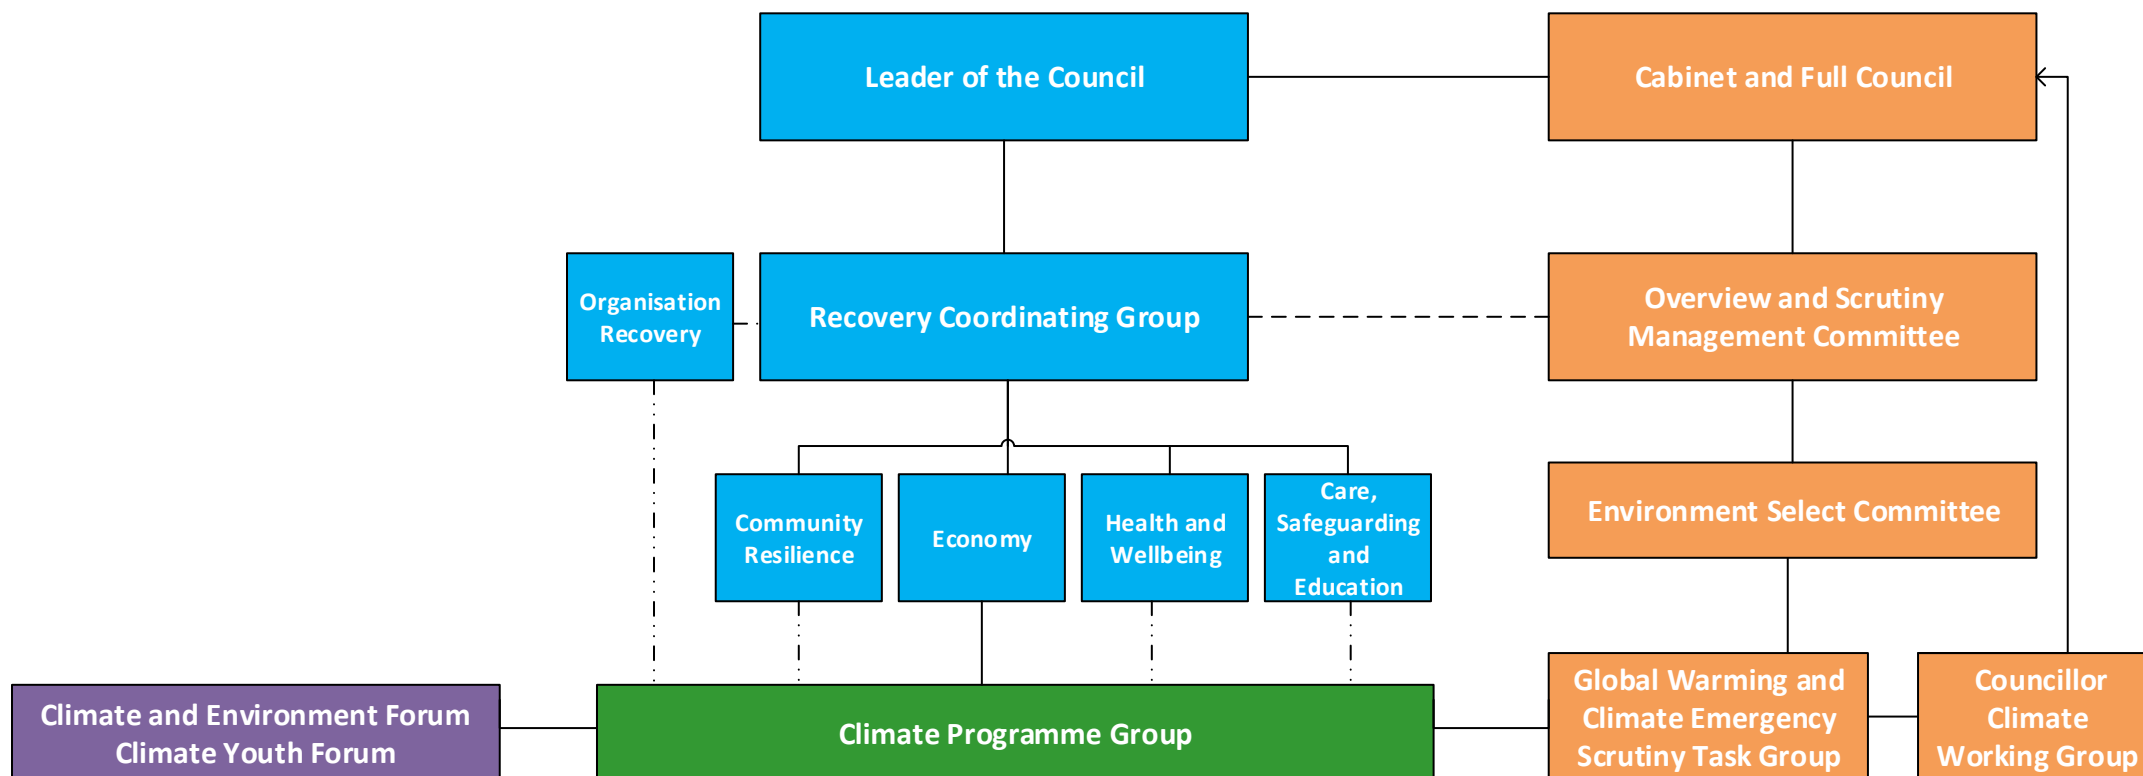 Leader of the Council
Cabinet and Full Council
Organisation
Recovery
Recovery Coordinating Group
Overview and Scrutiny
Management Committee
Community
Resilience
Economy
Health and
Wellbeing
Care,
Safeguarding
and
Education
Environment Select Committee
Climate and Environment Forum
Climate Youth Forum
Climate Programme Group
Global Warming and
Climate Emergency
Scrutiny Task Group
Councillor
Climate
Working Group